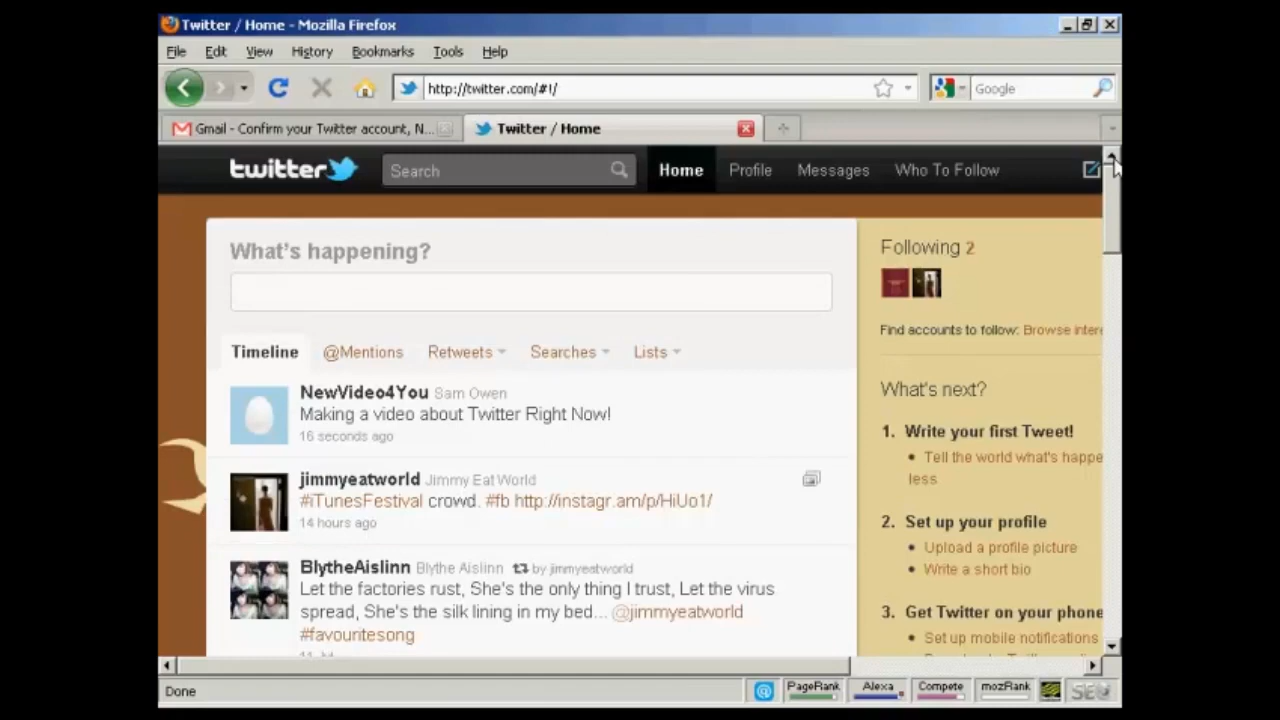 Twitter / Home - Mozilla Firefox
File Edit View History Bookmarks Tools Help
http://twitter.com/#!/ Google
Gmail - Confirm your Twitter account, N... Twitter / Home
twitter Search Home Profile Messages Who To Follow
What's happening?
Following 2
Find accounts to follow: Browse inter
Timeline @Mentions Retweets Searches Lists
What's next?
NewVideo4You Sam Owen
Making a video about Twitter Right Now!
16 seconds ago
1. Write your first Tweet!
Tell the world what's happe
less
jimmyeatworld Jimmy Eat World
#iTunesFestival crowd. #fb http://instagr.am/p/HiUo1/
14 hours ago
2. Set up your profile
Upload a profile picture
Write a short bio
BlytheAislinn Blythe Aislinn by jimmyeatworld
Let the factories rust, She's the only thing I trust, Let the virus
spread, She's the silk lining in my bed... @jimmyeatworld
#favouritesong
3. Get Twitter on your phone
Set up mobile notifications
Done PageRank Alexa Compete mozRank SEO